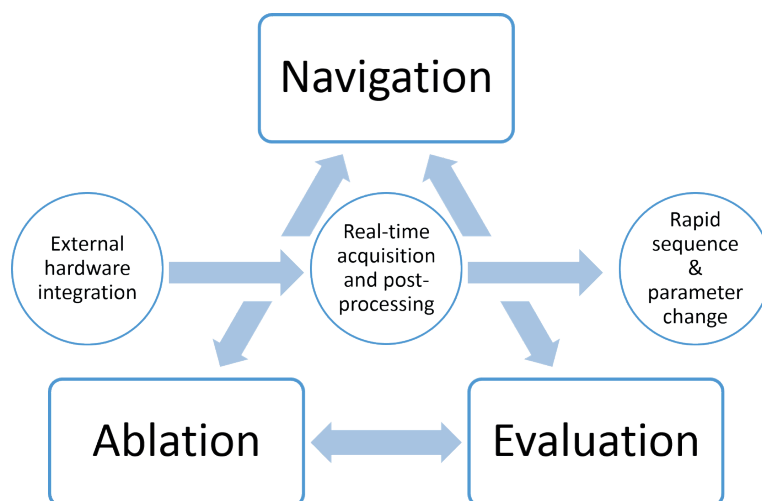 Navigation
External
hardware
integration
Real-time
acquisition
and post-
processing
Rapid
sequence
&
parameter
change
Ablation
Evaluation